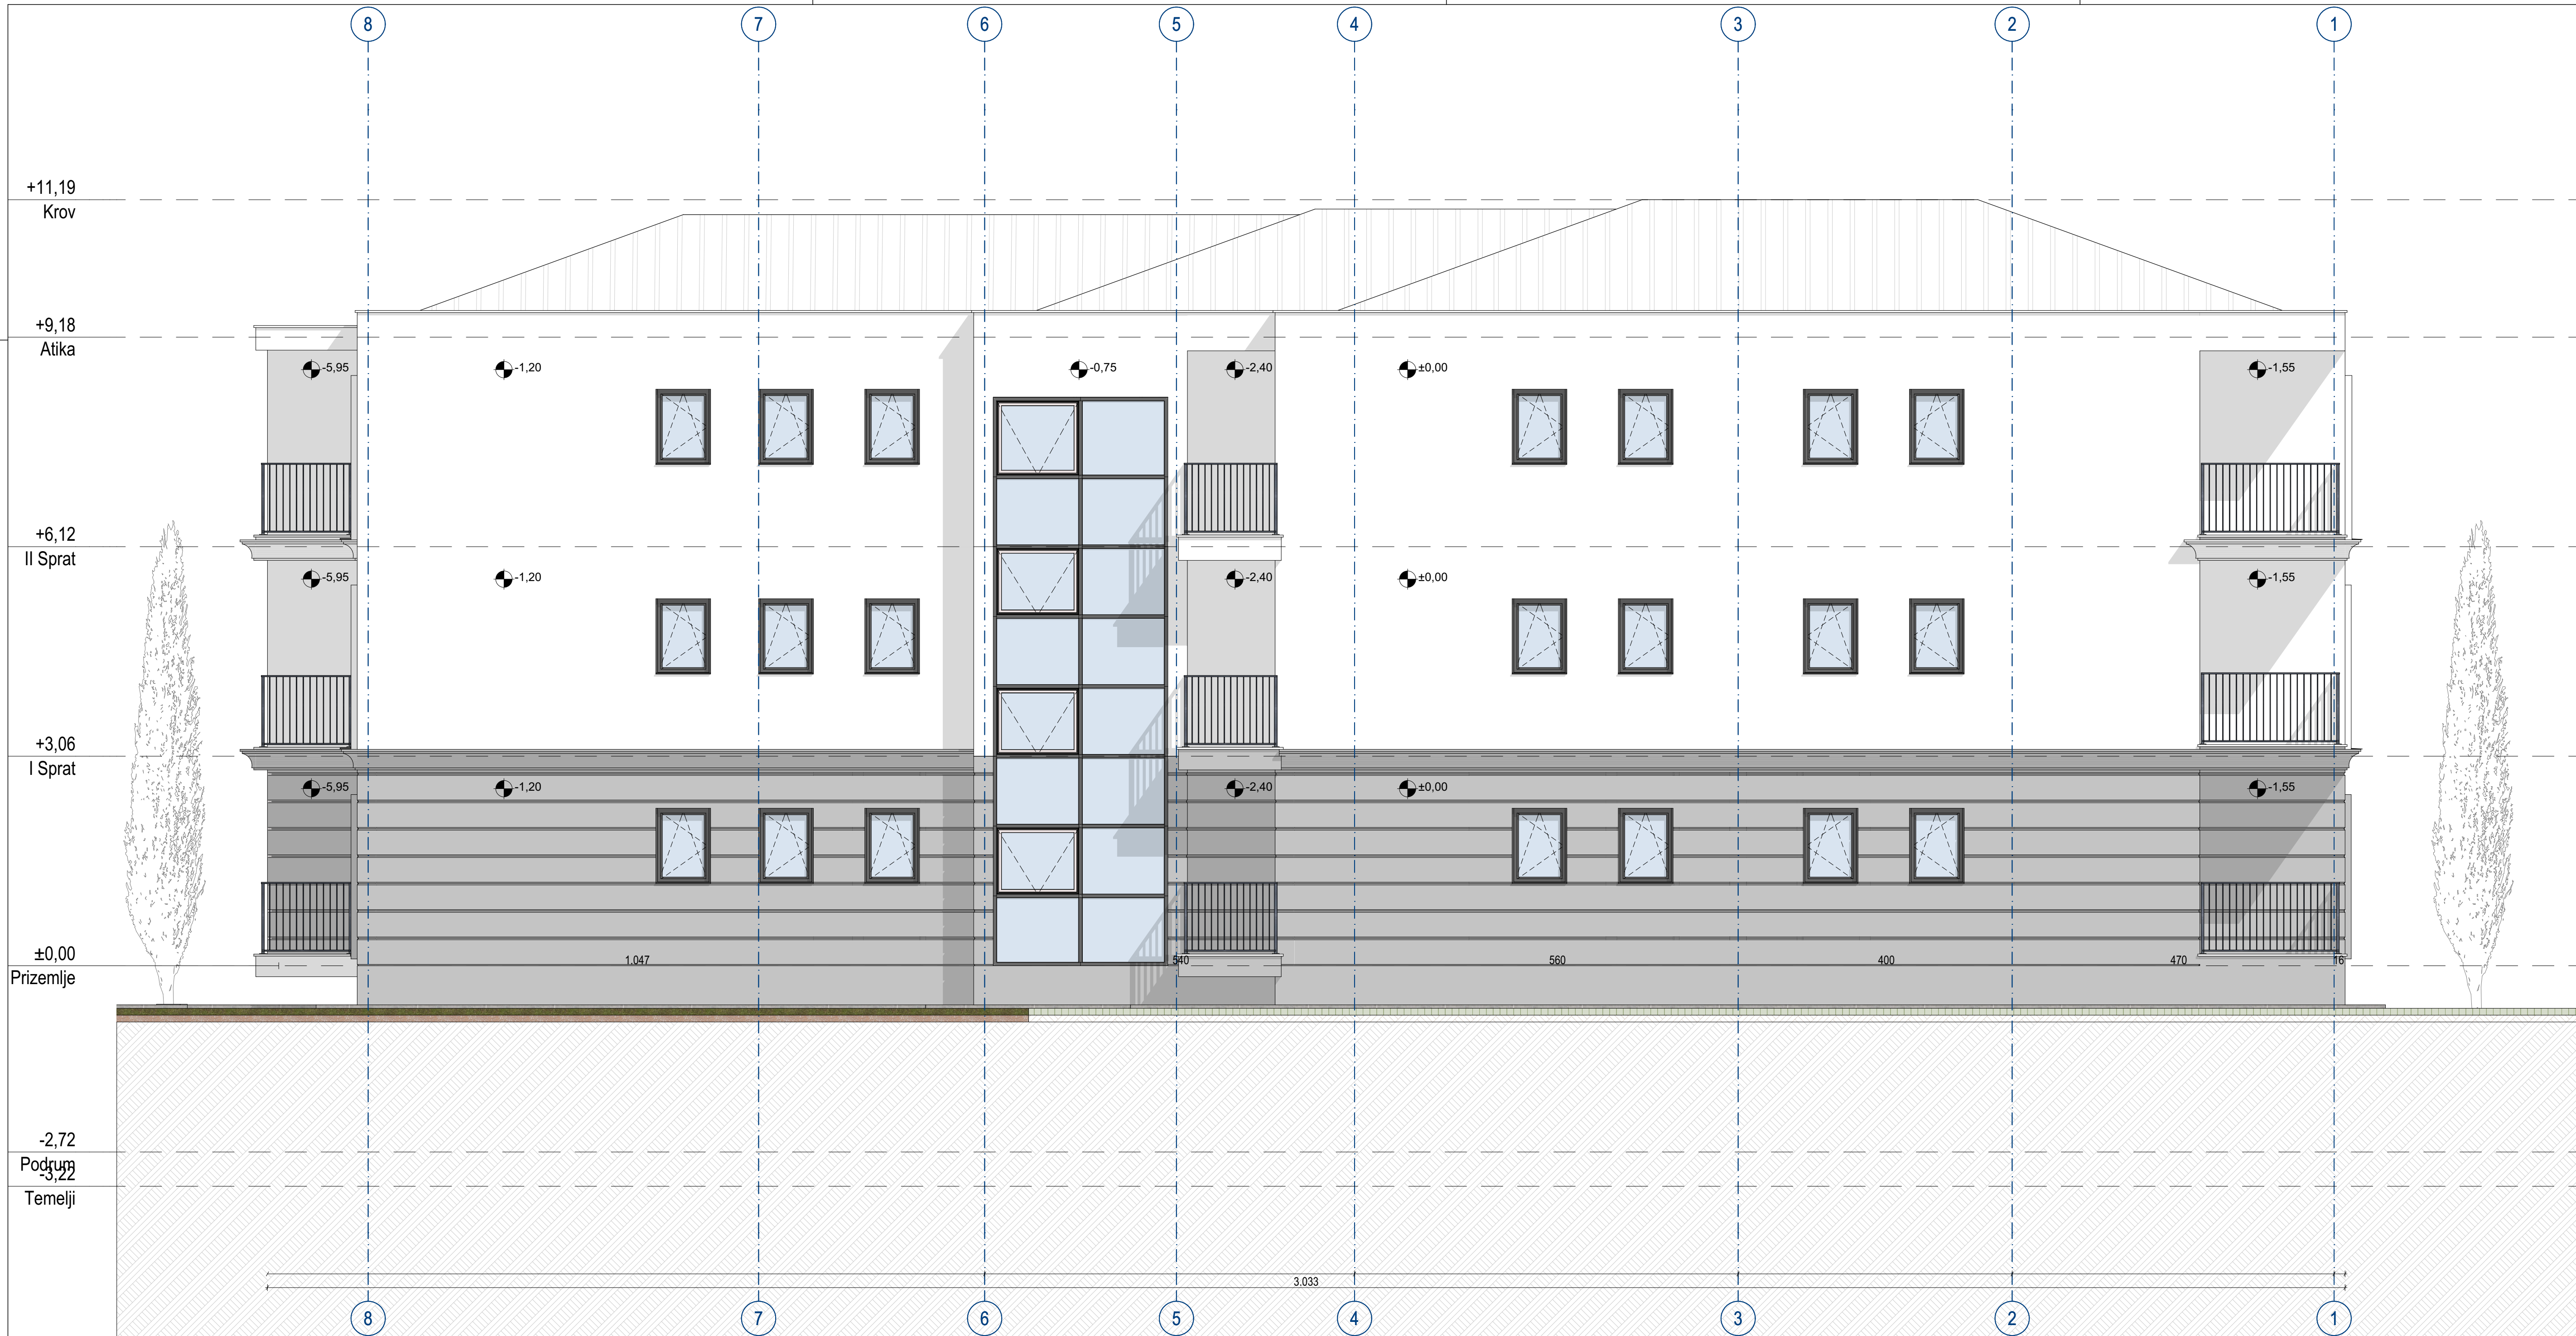 8 7 6 5 4 3 2 1
+11,19
Krov
+9,18
Atika
-5,95 -1,20 -0,75 -2,40 ±0,00 -1,55
+6,12
II Sprat
-5,95 -1,20 -2,40 ±0,00 -1,55
+3,06
I Sprat
-5,95 -1,20 -2,40 ±0,00 -1,55
±0,00
Prizemlje
1.047 540 560 400 470 16
-2,72
Podrum
-3,22
Temelji
3.033
8 7 6 5 4 3 2 1